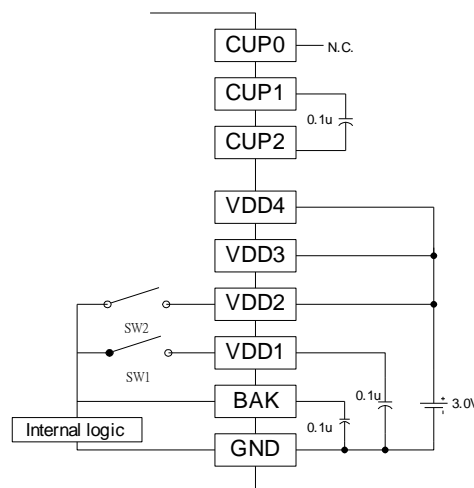 CUP0
N.C.
CUP1
0.1u
CUP2
VDD4
VDD3
VDD2
SW2
VDD1
SW1
0.1u
3.0V
BAK
0.1u
Internal logic
GND